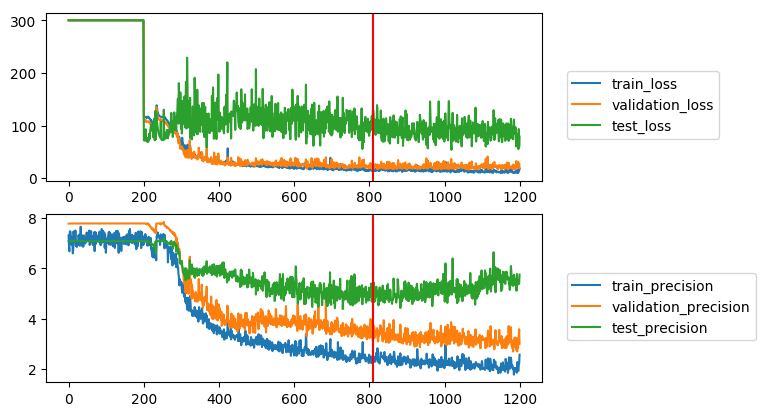 300
200
100
0
0 200 400 600 800 1000 1200
train_loss
validation_loss
test_loss
8
6
4
2
0 200 400 600 800 1000 1200
train_precision
validation_precision
test_precision